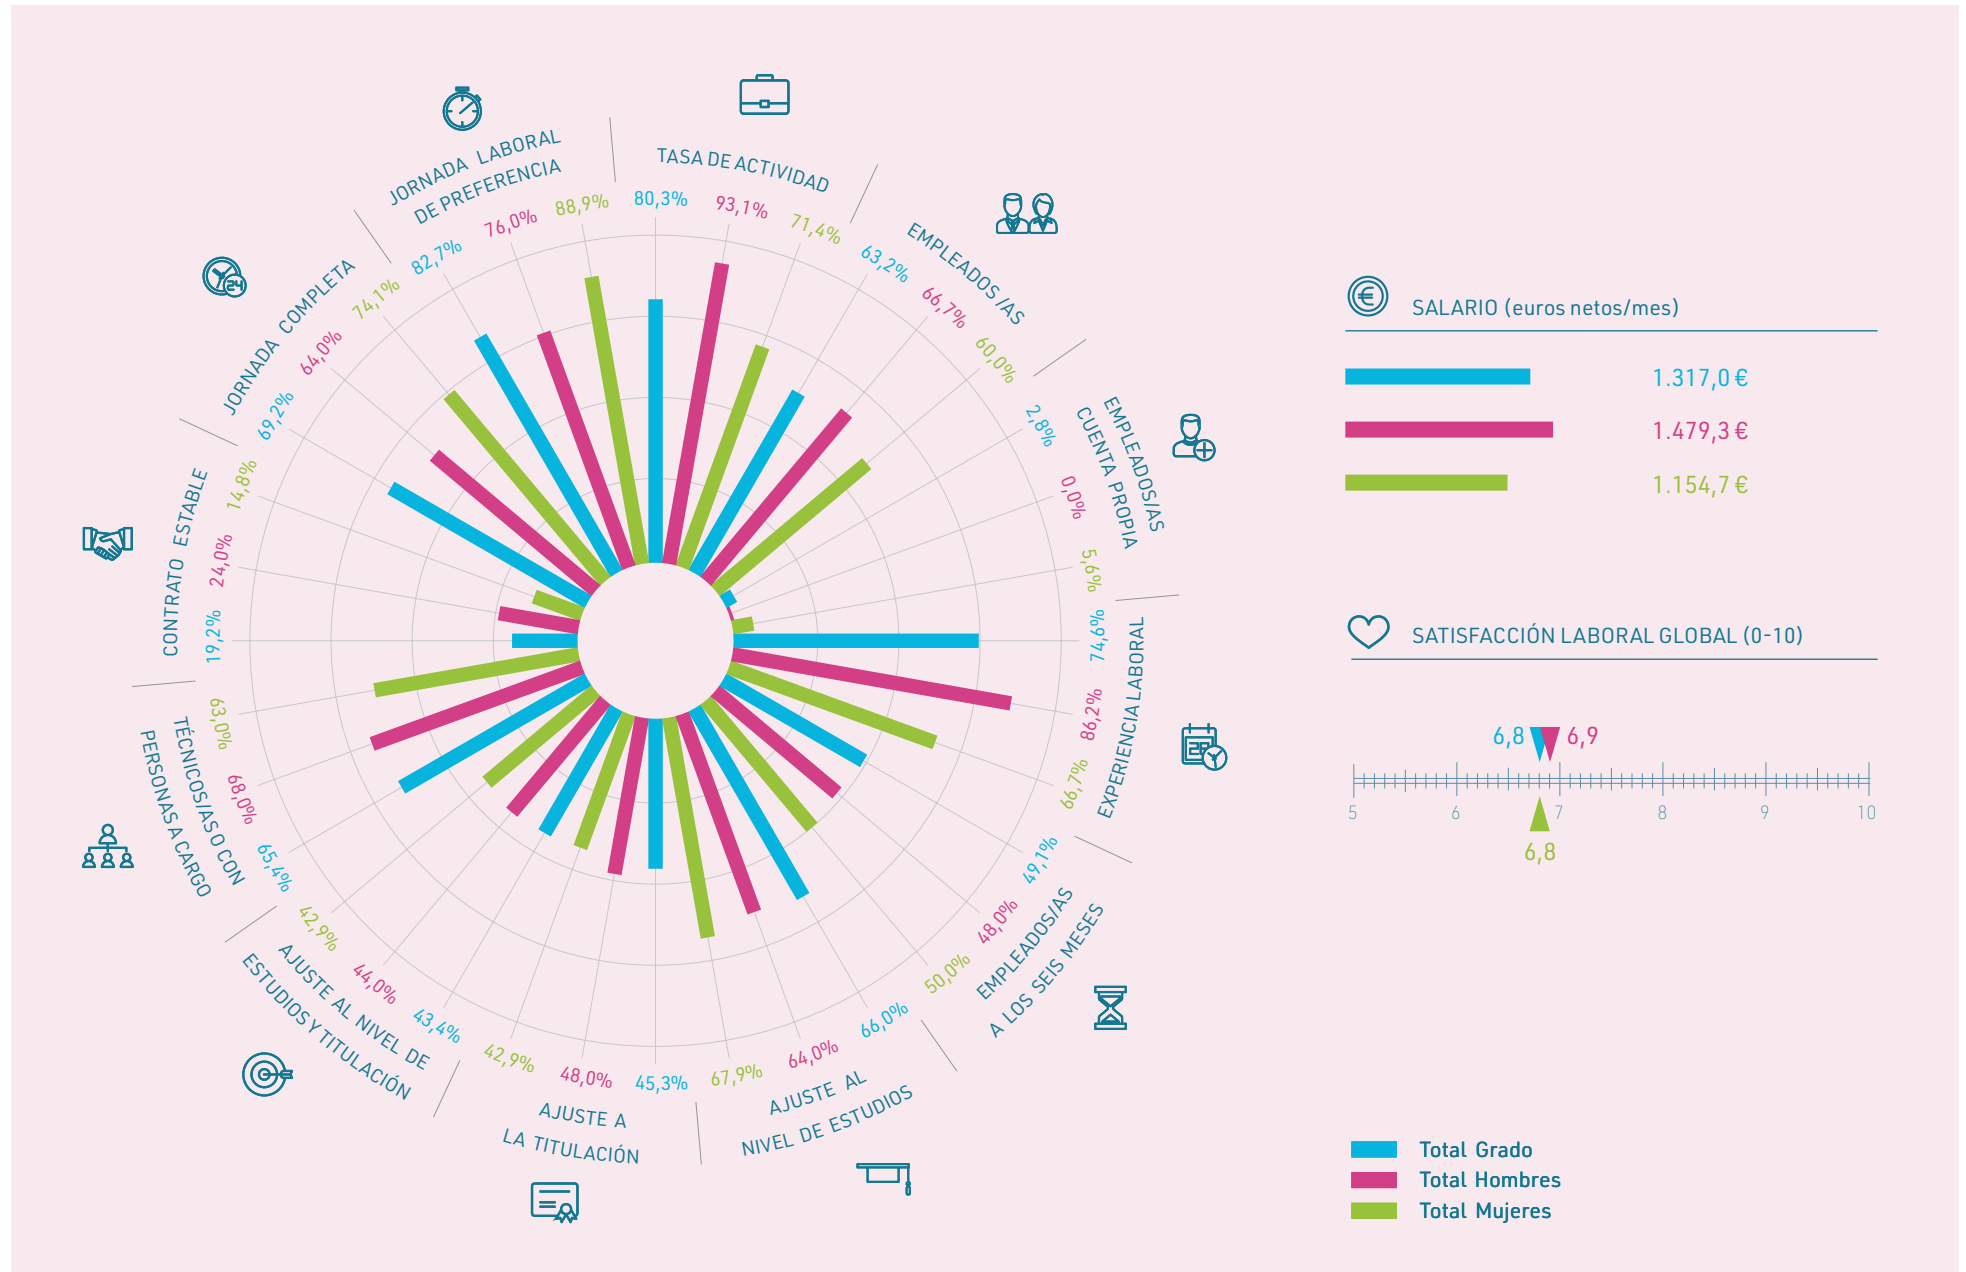 TASA DE ACTIVIDAD
80,3%
93,1%
71,4%
EMPLEADOS /AS
63,2%
66,7%
60,0%
EMPLEADOS/AS
CUENTA PROPIA
2,8%
0,0%
5,6%
EXPERIENCIA LABORAL
74,6%
86,2%
66,7%
28
EMPLEADOS/AS
A LOS SEIS MESES
49,1%
48,0%
50,0%
AJUSTE AL
NIVEL DE ESTUDIOS
66,0%
64,0%
67,9%
AJUSTE A
LA TITULACIÓN
45,3%
48,0%
42,9%
AJUSTE AL NIVEL DE
ESTUDIOS Y TITULACIÓN
43,4%
44,0%
42,9%
TÉCNICOS/AS O CON
PERSONAS A CARGO
65,4%
68,0%
63,0%
CONTRATO ESTABLE
19,2%
24,0%
14,8%
JORNADA COMPLETA
69,2%
64,0%
74,1%
24
JORNADA LABORAL
DE PREFERENCIA
82,7%
76,0%
88,9%
€ SALARIO (euros netos/mes)
1.317,0 €
1.479,3 €
1.154,7 €
SATISFACCIÓN LABORAL GLOBAL (0-10)
6,8 6,9
5 6 7 8 9 10
6,8
Total Grado
Total Hombres
Total Mujeres